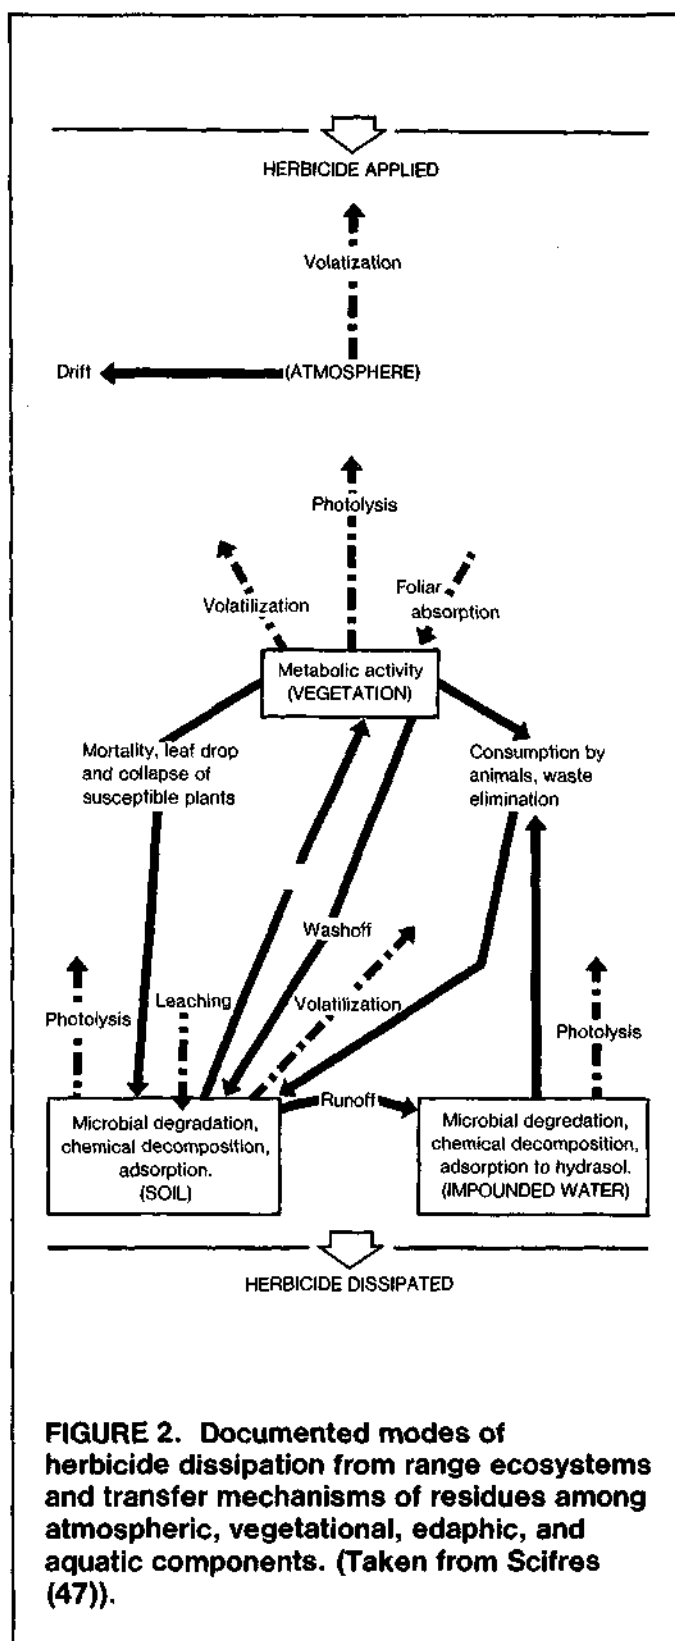 HERBICIDE APPLIED
Volatization
Drift
(ATMOSPHERE)
Photolysis
Volatilization
Foliar
absorption
Metabolic activity
(VEGETATION)
Mortality, leaf drop
and collapse of
susceptible plants
Consumption by
animals, waste
elimination
Washoff
Photolysis
Leaching
Volatilization
Photolysis
Runoff
Microbial degradation,
chemical decomposition,
adsorption.
(SOIL)
Microbial degredation,
chemical decomposition,
adsorption to hydrasol.
(IMPOUNDED WATER)
HERBICIDE DISSIPATED
FIGURE 2. Documented modes of
herbicide dissipation from range ecosystems
and transfer mechanisms of residues among
atmospheric, vegetational, edaphic, and
aquatic components. (Taken from Scifres
(47)).